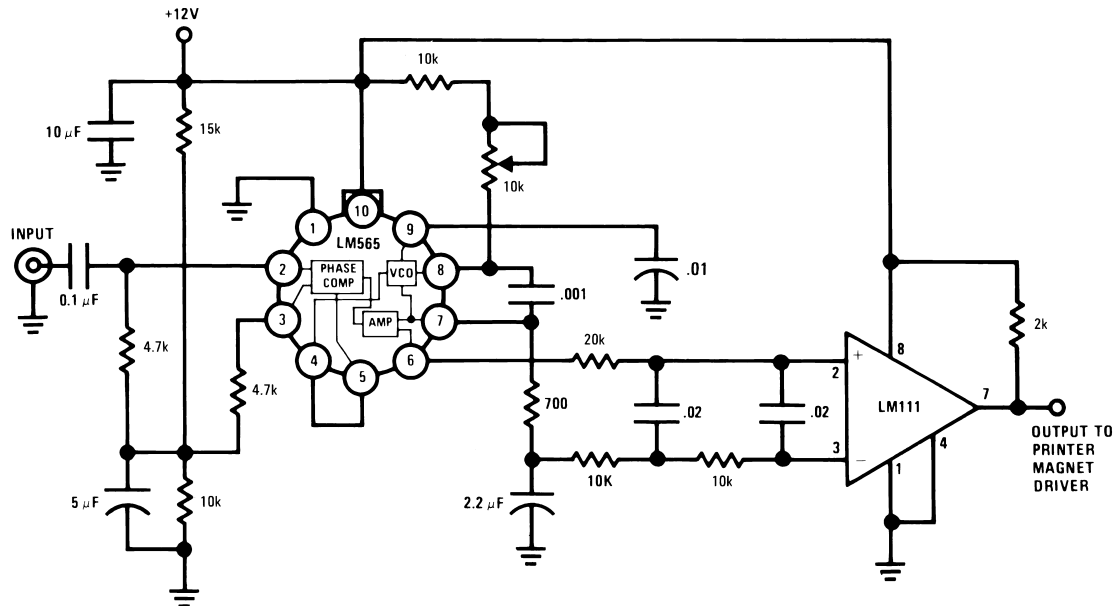 +12V
10k
10 μF
15k
10k
10
1
9
LM565
INPUT
2
PHASE
COMP
VCO
8
.01
0.1 μF
.001
3
AMP
7
2k
4
5
6
20k
4.7k
4.7k
2
+
8
700
.02
.02
LM111
7
3
−
4
1
OUTPUT TO
PRINTER
MAGNET
DRIVER
10K
10k
5 μF
10k
2.2 μF